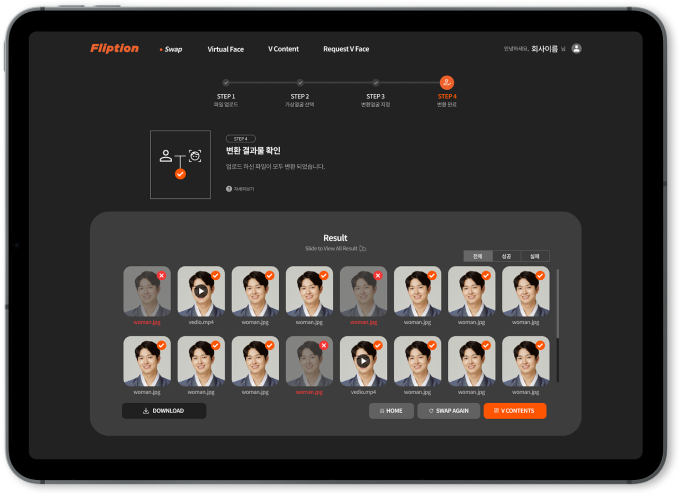 Fliption
Swap
Virtual Face
V Content
Request V Face
안녕하세요, 회사이름 님
STEP 1
파일 업로드
STEP 2
가상얼굴 선택
STEP 3
변환얼굴 지정
STEP 4
변환 완료
STEP 4
변환 결과물 확인
업로드 하신 파일이 모두 변환 되었습니다.
자세히보기
Result
Slide to View All Result
전체 성공 실패
woman.jpg vedio.mp4 woman.jpg woman.jpg woman.jpg woman.jpg woman.jpg woman.jpg
woman.jpg woman.jpg woman.jpg woman.jpg vedio.mp4 woman.jpg woman.jpg woman.jpg
DOWNLOAD
HOME
SWAP AGAIN
V CONTENTS